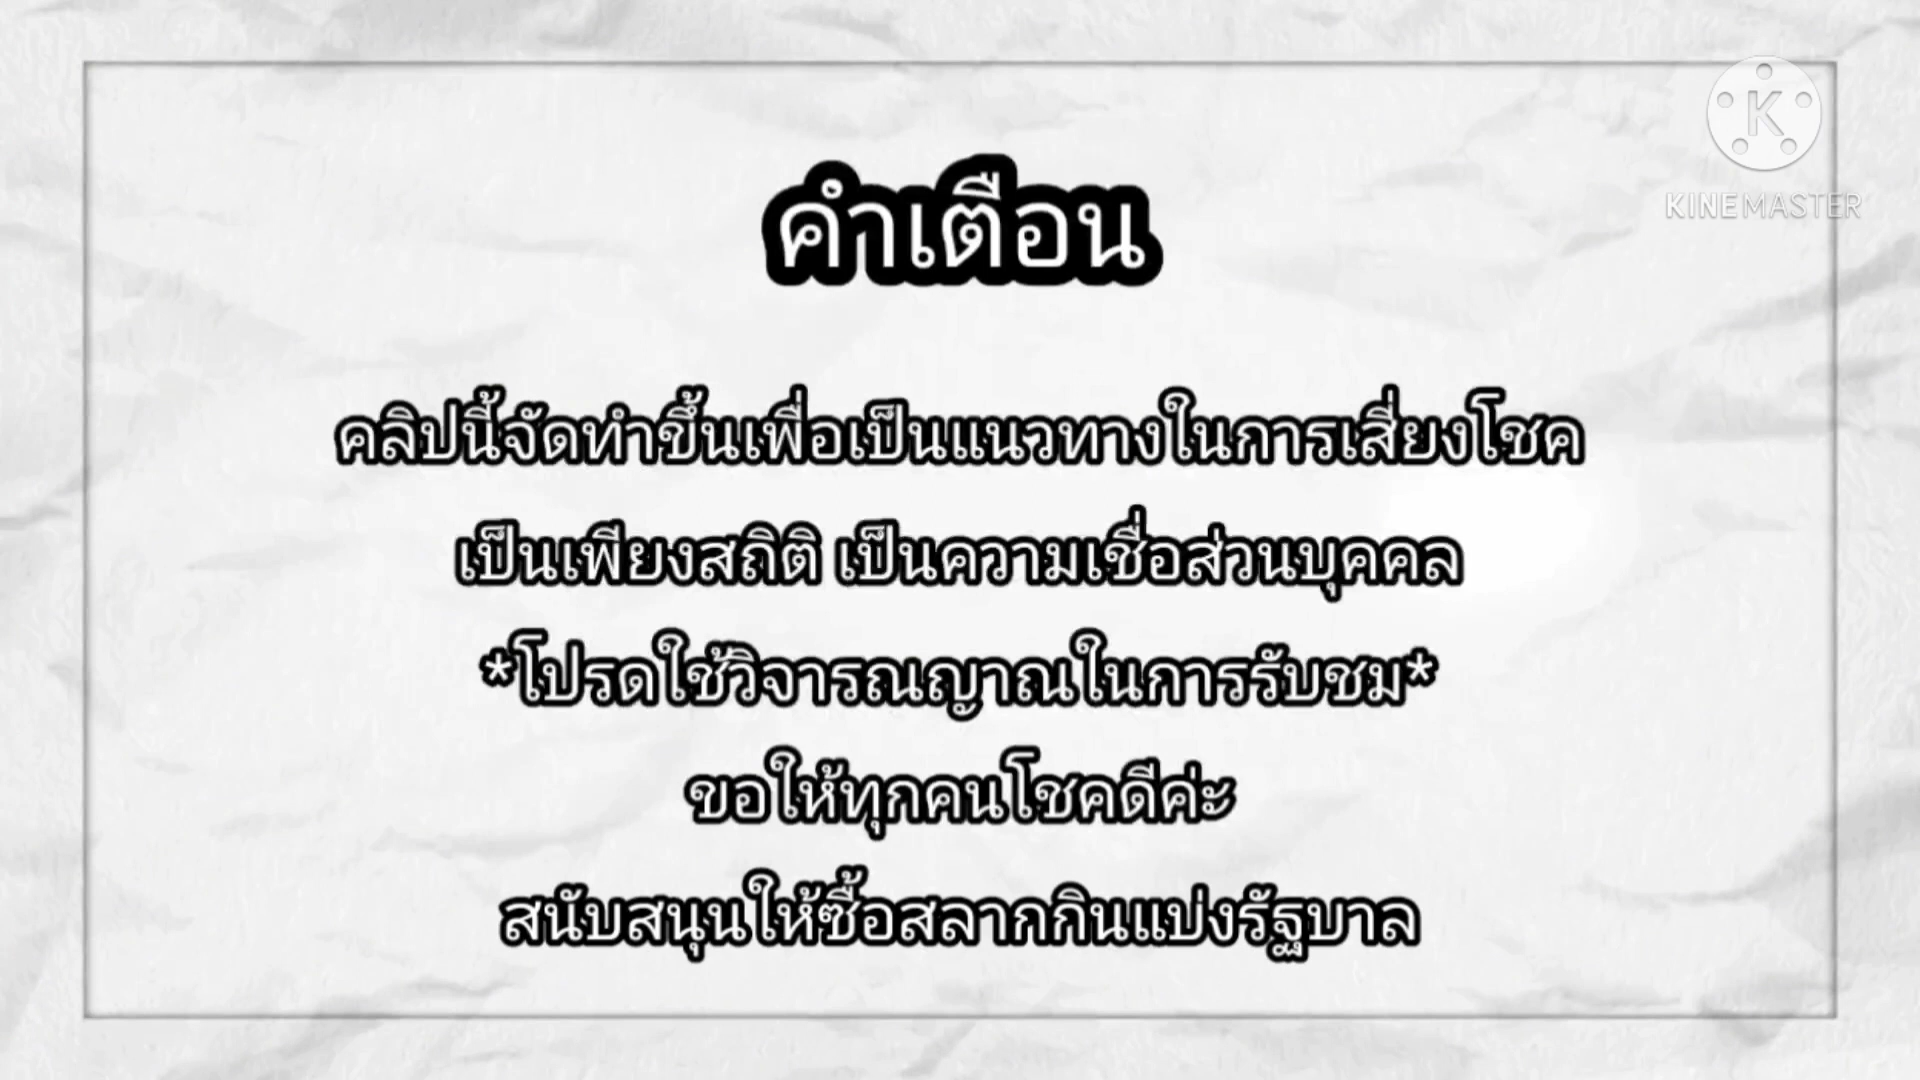 คำเตือน
KINEMASTER
คลิปนี้จัดทำขึ้นเพื่อเป็นแนวทางในการเสี่ยงโชค
เป็นเพียงสถิติ เป็นความเชื่อส่วนบุคคล
*โปรดใช้วิจารณญาณในการรับชม*
ขอให้ทุกคนโชคดีค่ะ
สนับสนุนให้ซื้อสลากกินแบ่งรัฐบาล